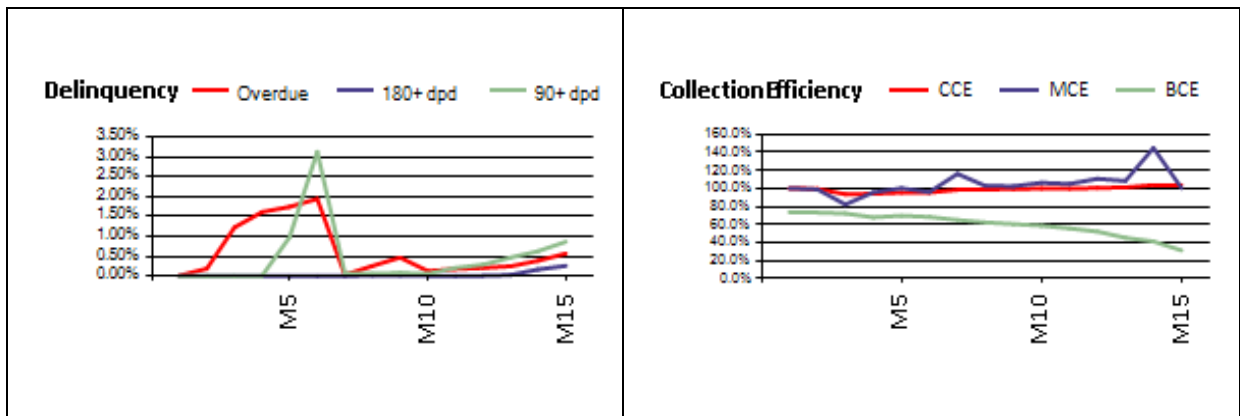 Delinquency Overdue 180+ dpd 90+ dpd
3.50%
3.00%
2.50%
2.00%
1.50%
1.00%
0.50%
0.00%
M5
M10
M15
Collection Efficiency CCE MCE BCE
160.0%
140.0%
120.0%
100.0%
80.0%
60.0%
40.0%
20.0%
0.0%
M5
M10
M15